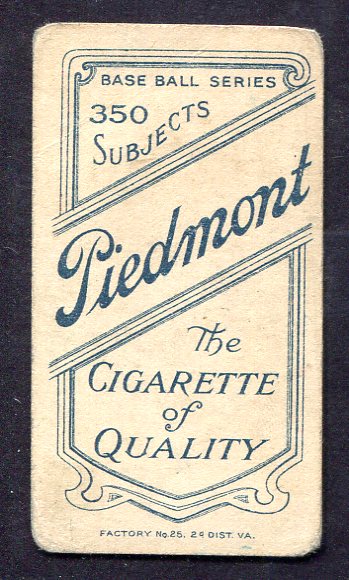 BASE BALL SERIES
350
SUBJECTS
Piedmont
The
CIGARETTE
of
QUALITY
FACTORY No. 25, 2d DIST. VA.